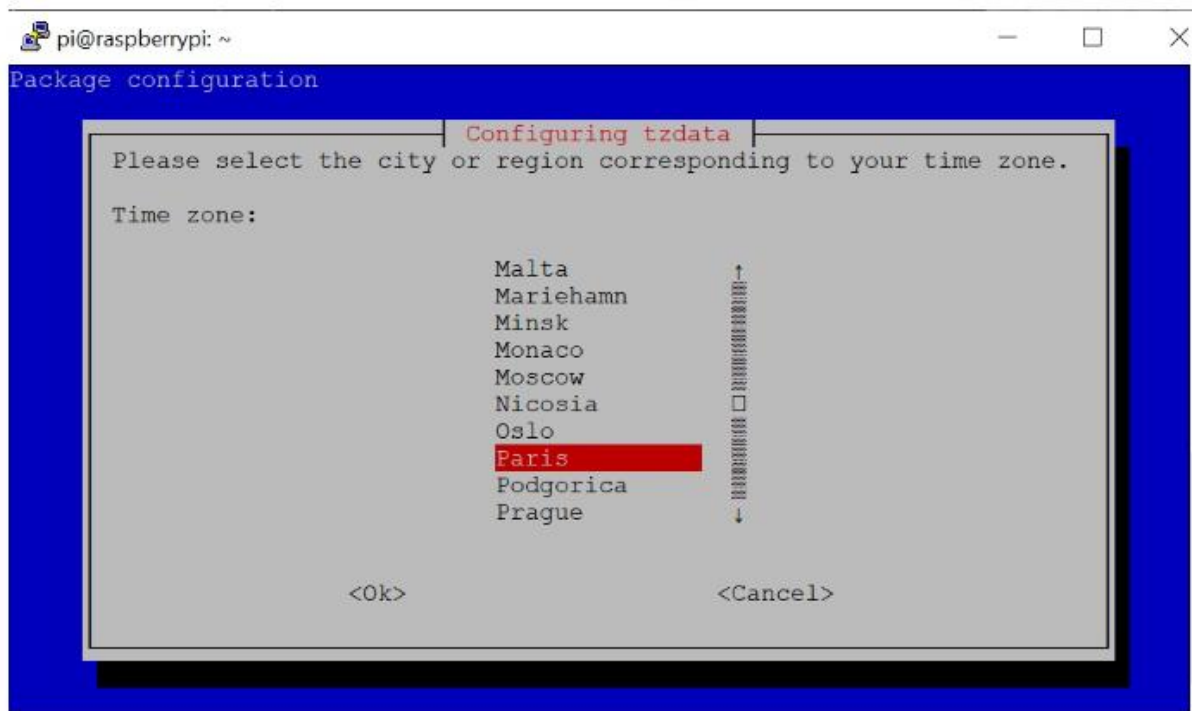 pi@raspberrypi: ~
Package configuration
Configuring tzdata
Please select the city or region corresponding to your time zone.
Time zone:
Malta
Mariehamn
Minsk
Monaco
Moscow
Nicosia
Oslo
Paris
Podgorica
Prague
<Ok> <Cancel>